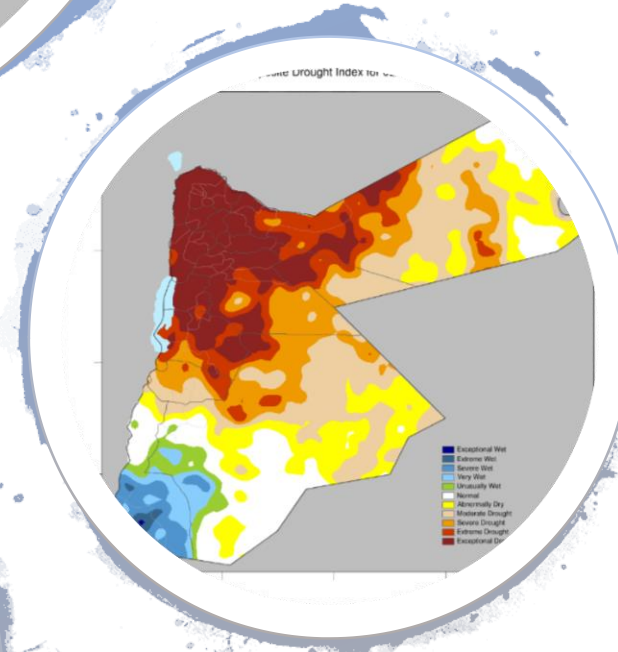 Drought Index for
Exceptional Wet
Extreme Wet
Severe Wet
Very Wet
Unusually Wet
Normal
Abnormally Dry
Moderate Drought
Severe Drought
Extreme Drought
Exceptional